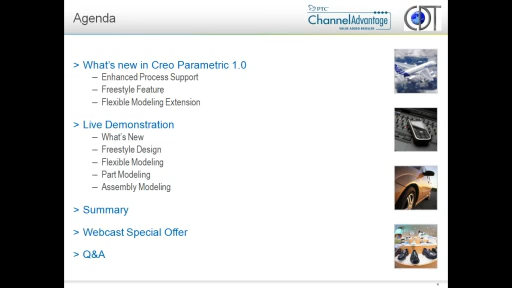 Agenda
PTC
ChannelAdvantage
VALUE ADDED RESELLER
CDT
> What's new in Creo Parametric 1.0
– Enhanced Process Support
– Freestyle Feature
– Flexible Modeling Extension
> Live Demonstration
– What's New
– Freestyle Design
– Flexible Modeling
– Part Modeling
– Assembly Modeling
> Summary
> Webcast Special Offer
> Q&A